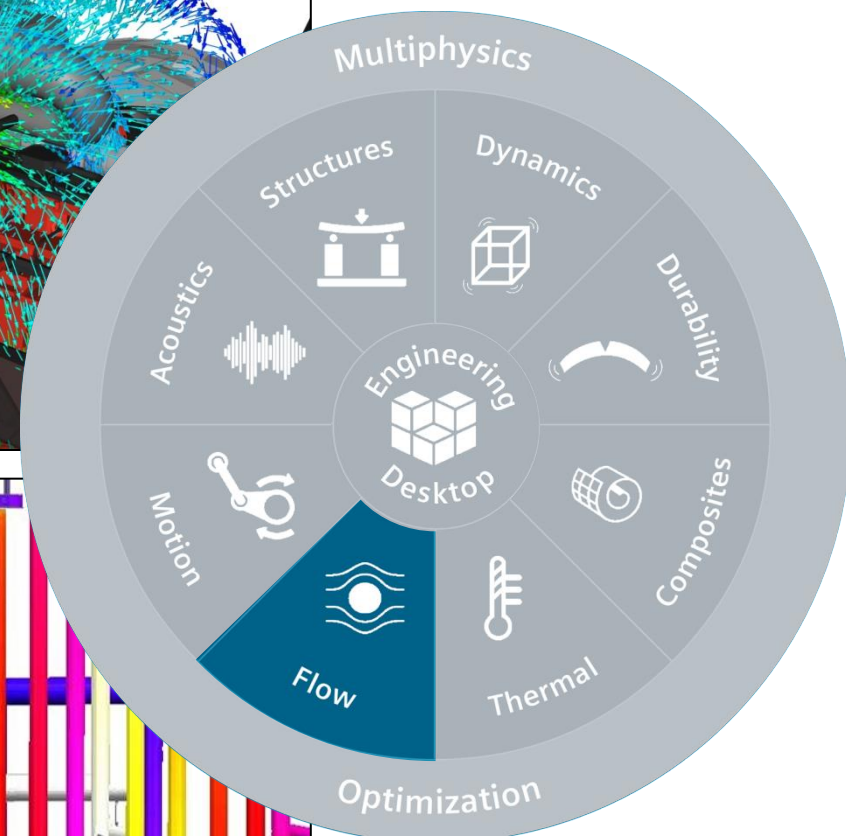 Multiphysics
Structures
Dynamics
Acoustics
Durability
Engineering
Desktop
Motion
Composites
Flow
Thermal
Optimization